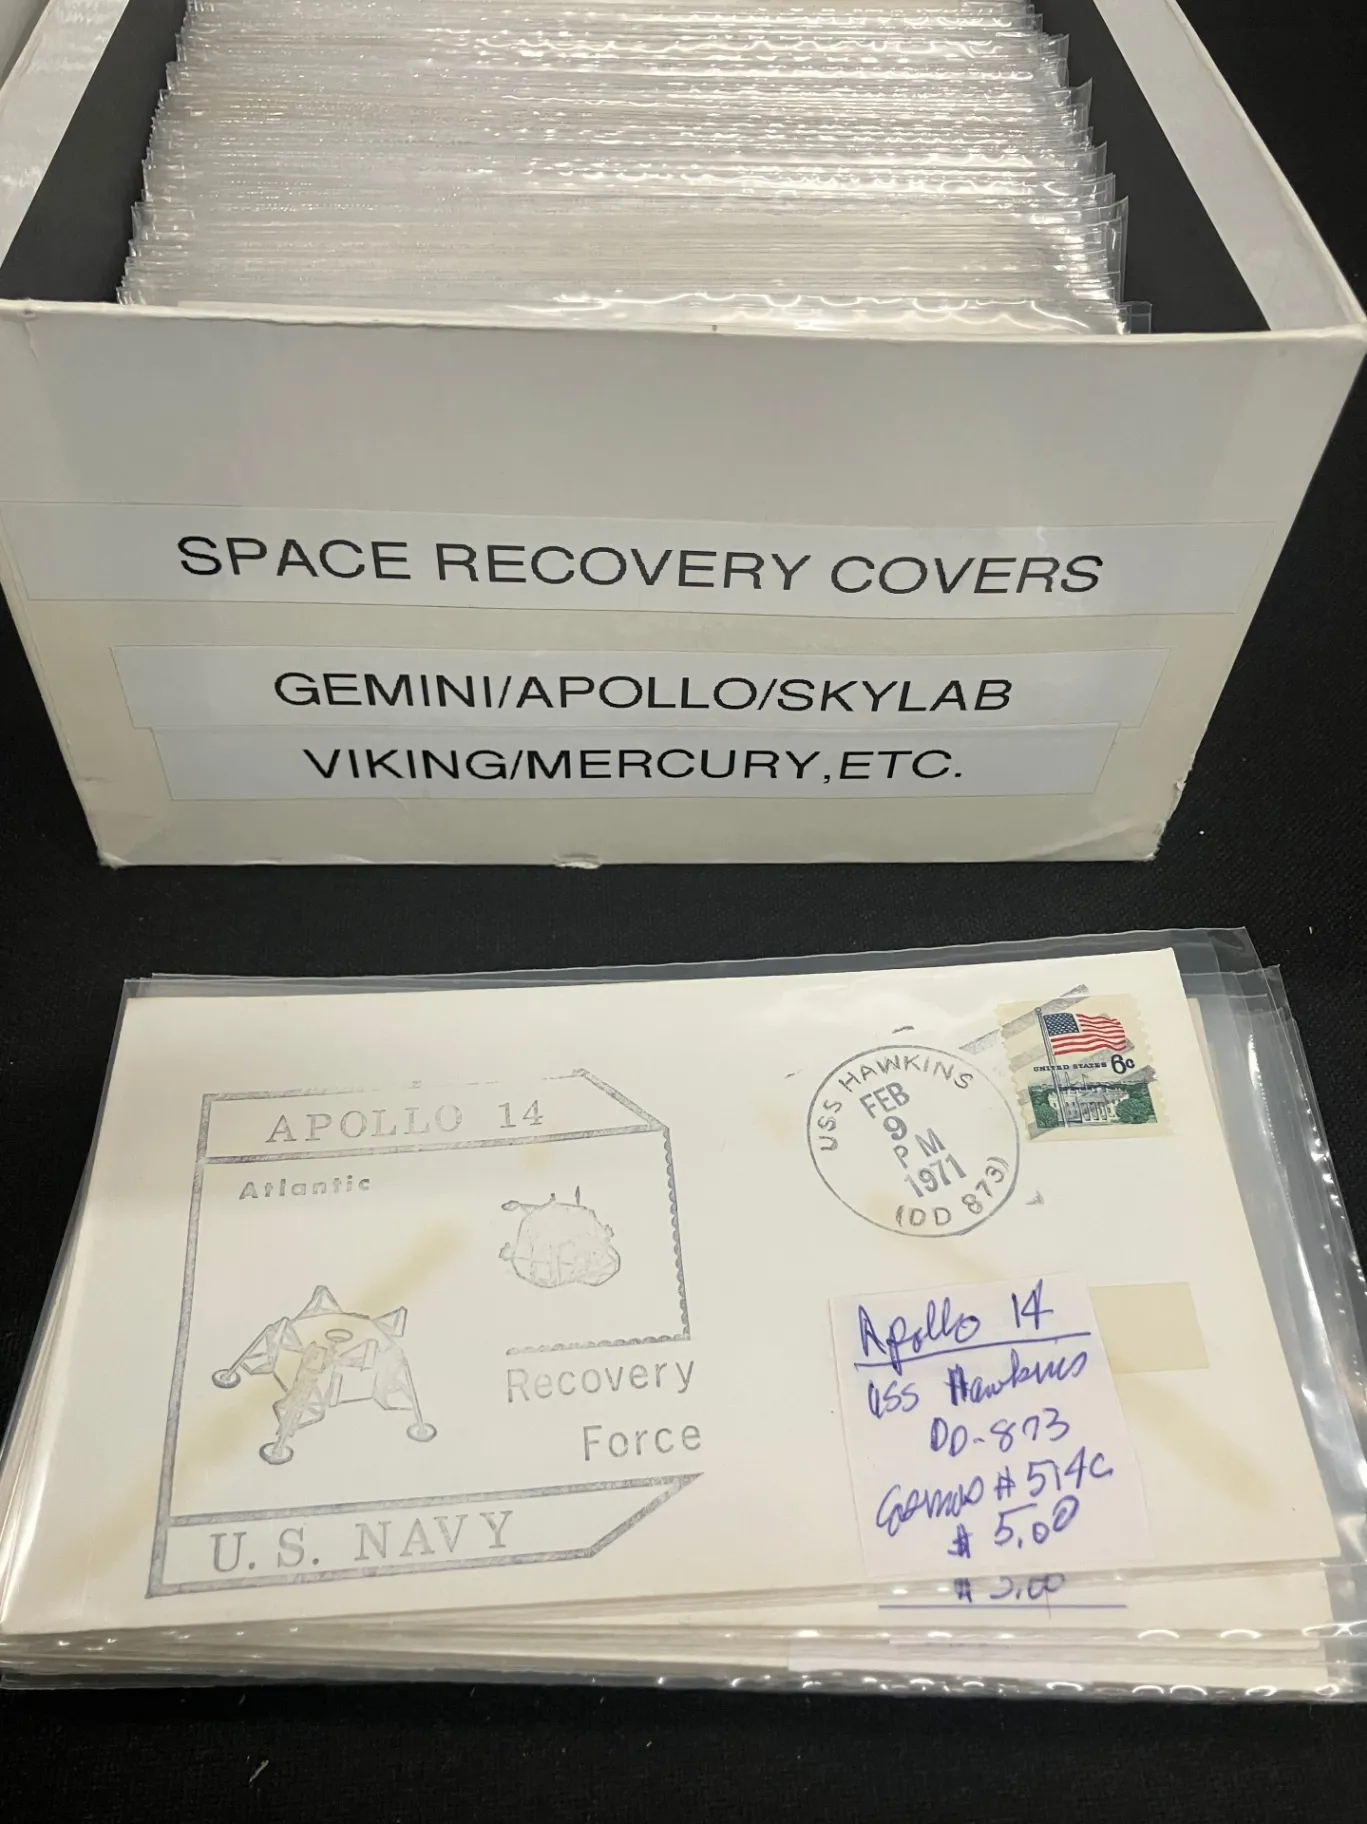 SPACE RECOVERY COVERS
GEMINI/APOLLO/SKYLAB
VIKING/MERCURY,ETC.
APOLLO 14
Atlantic
Recovery
Force
U.S. NAVY
USS HAWKINS
FEB
9
PM
1971
(DD 873)
UNITED STATES 6c
Apollo 14
USS Hawkins
DD-873
#514c
$5.00